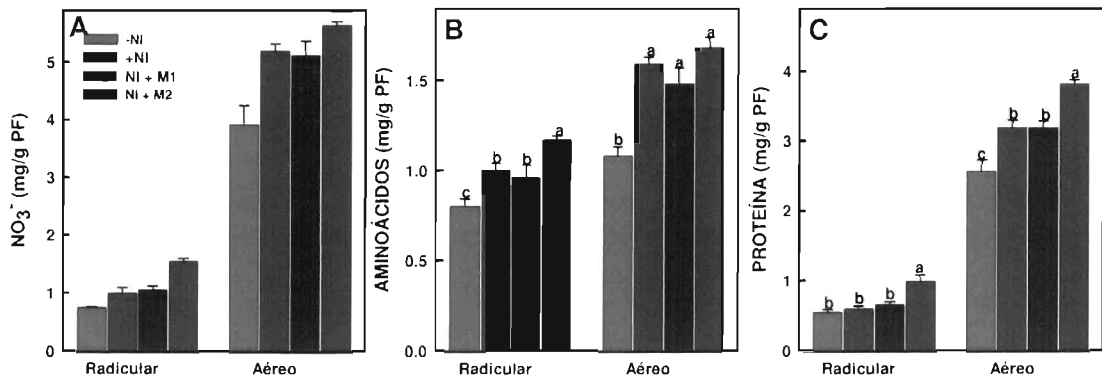 A
-NI
+NI
NI + M1
NI + M2
NO3- (mg/g PF)
5
4
3
2
1
0
Radicular
Aéreo
B
AMINOÁCIDOS (mg/g PF)
1.5
1.0
0.5
0.0
c
b
b
a
b
a
a
a
Radicular
Aéreo
C
PROTEÍNA (mg/g PF)
4
3
2
1
0
b
b
b
a
c
b
b
a
Radicular
Aéreo